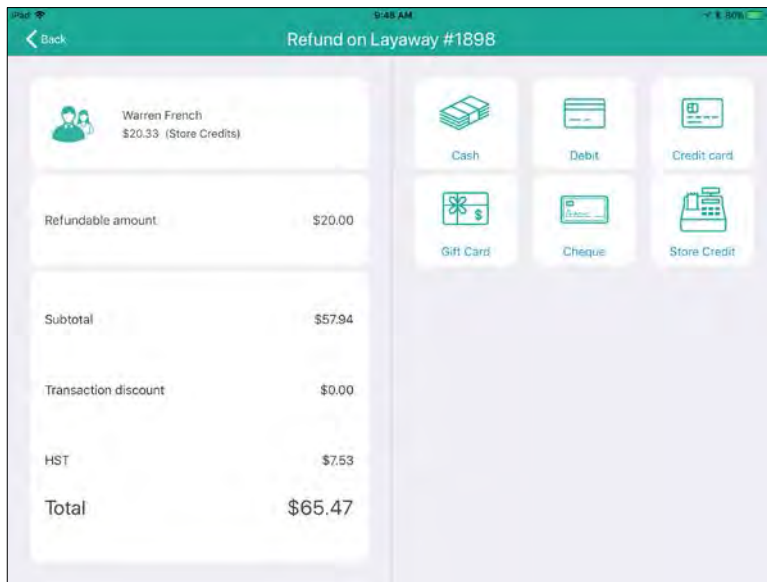 iPad
9:46 AM
80%
Back
Refund on Layaway #1898
Warren French
$20.33 (Store Credits)
Refundable amount $20.00
Subtotal $57.94
Transaction discount $0.00
HST $7.53
Total $65.47
Cash Debit Credit card
Gift Card Cheque Store Credit